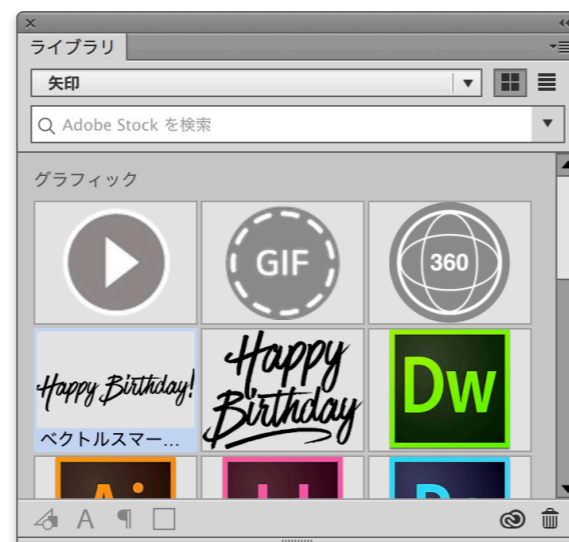 ライブラリ
矢印
Adobe Stock を検索
グラフィック
GIF
360
Happy Birthday!
Happy
Birthday
Dw
ベクトルスマー...
Ai